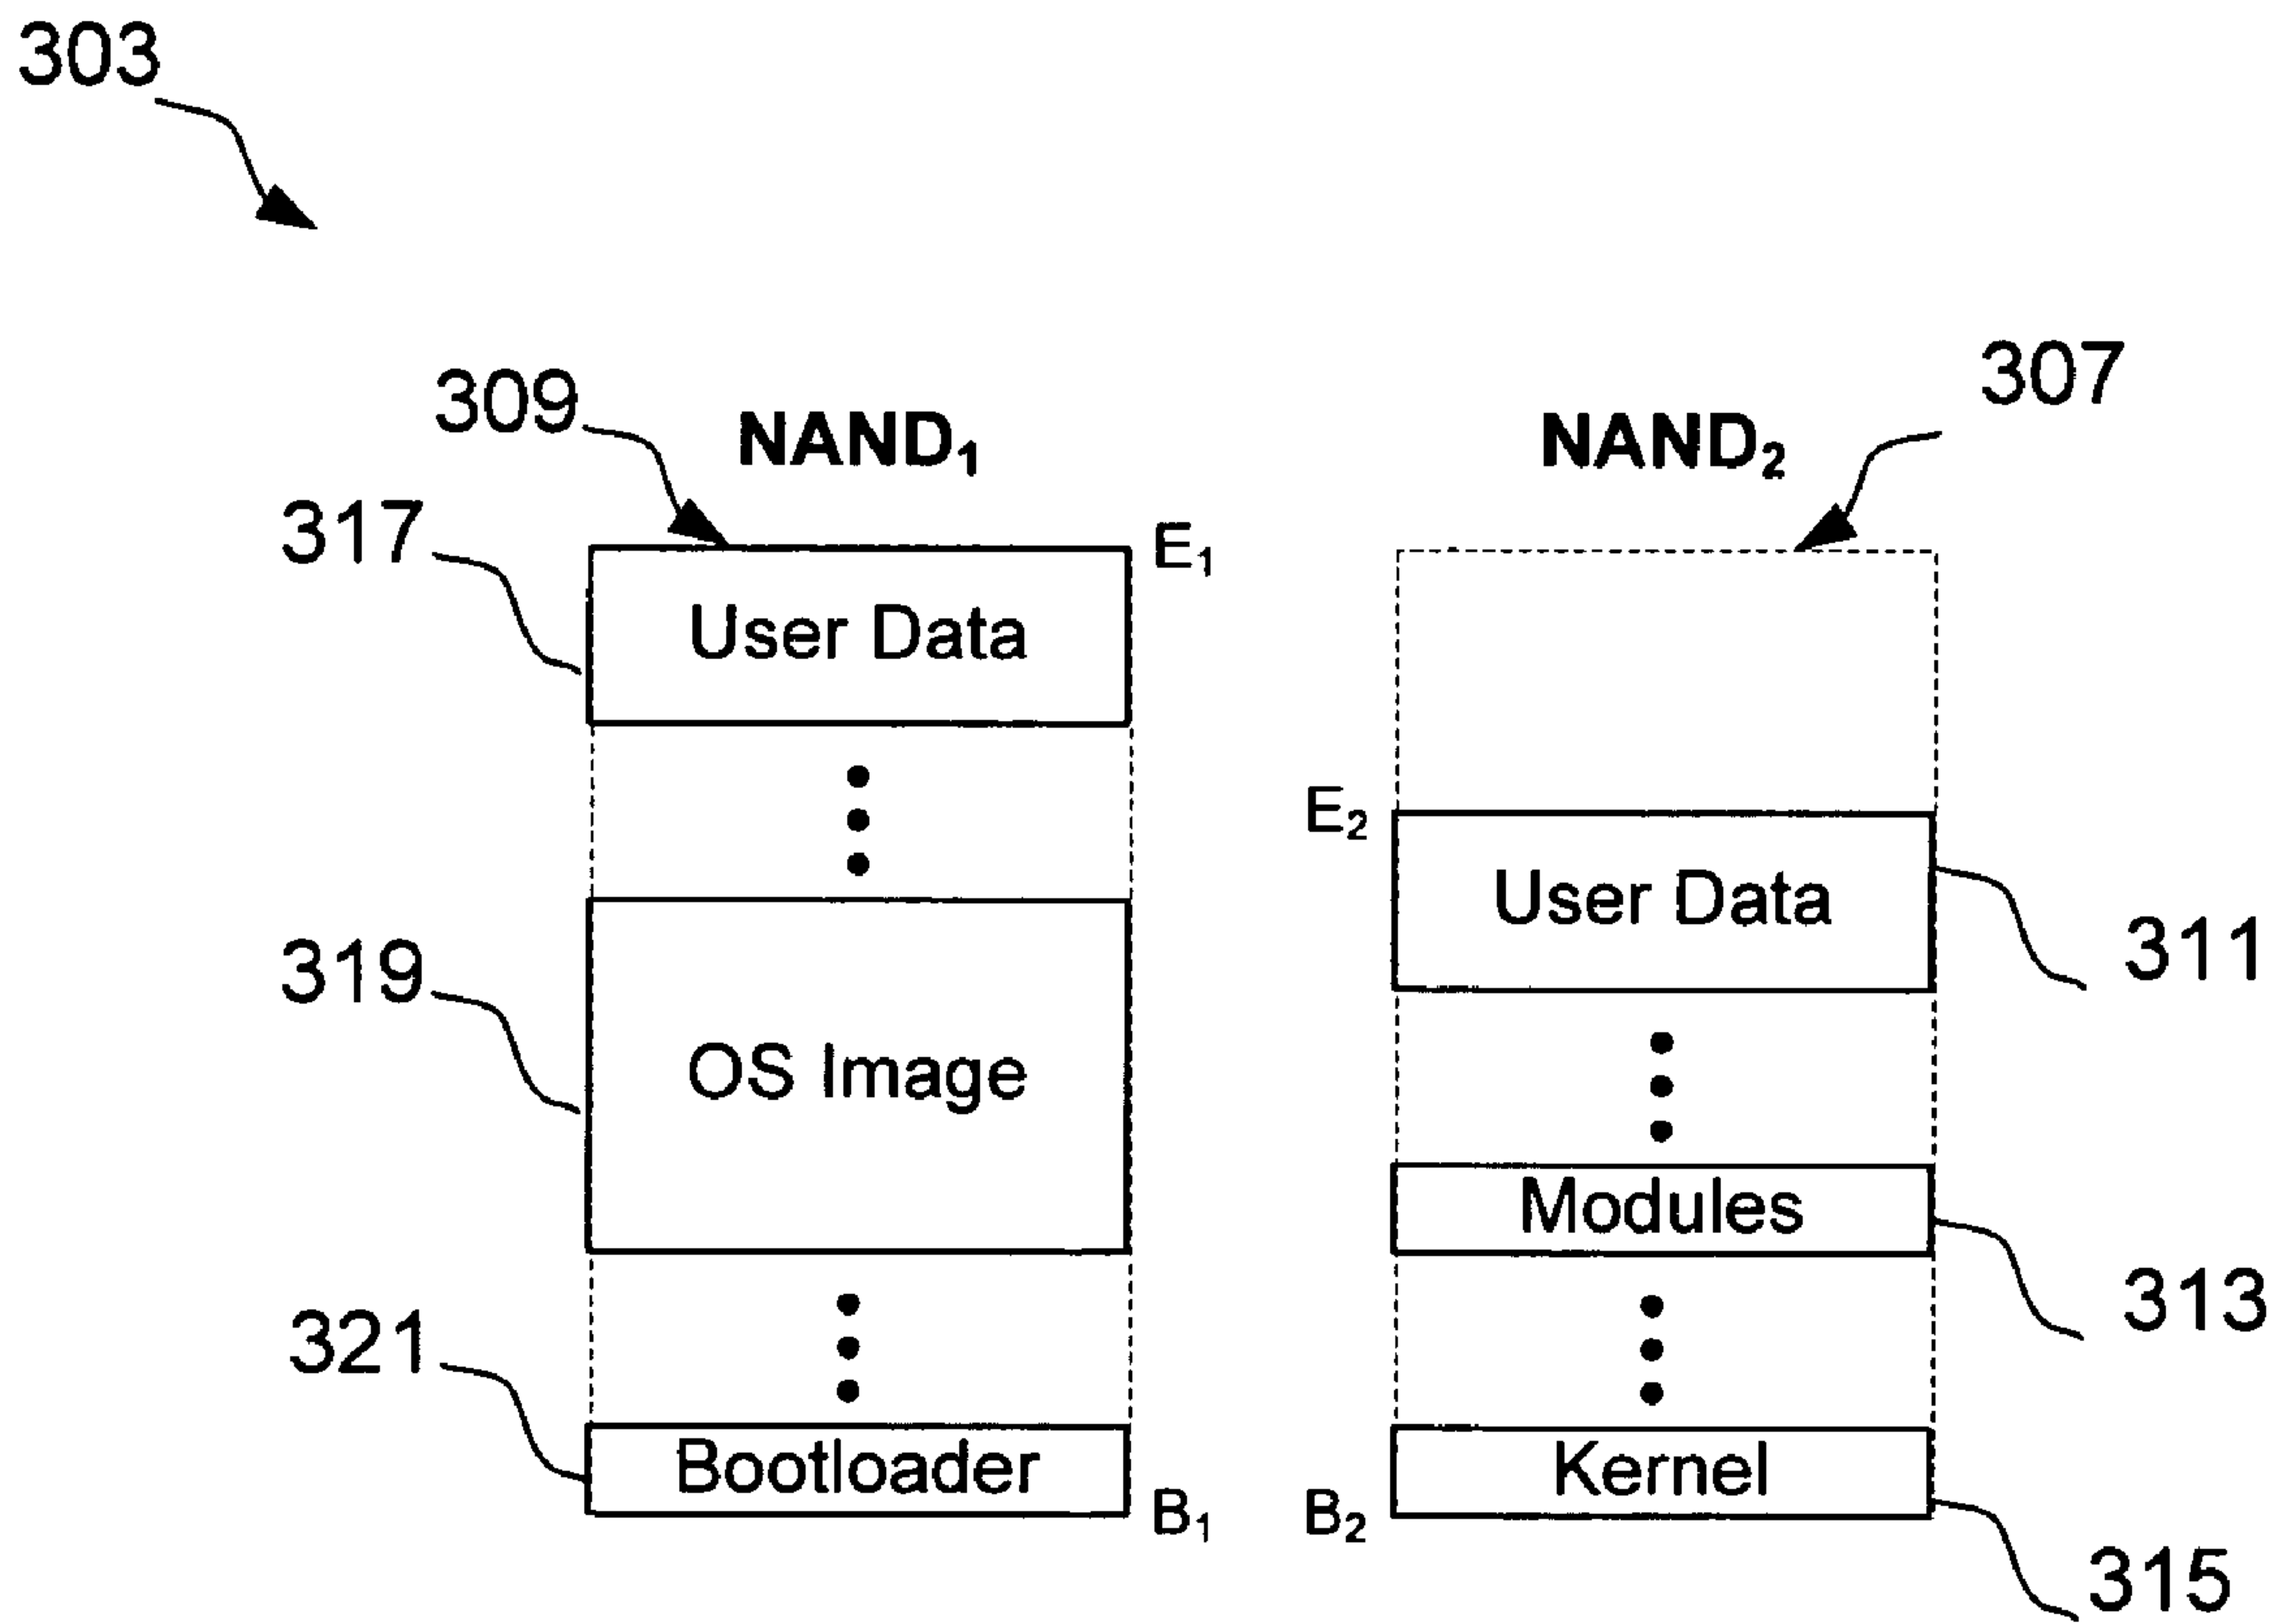 303
307
309 NAND₁ NAND₂
317 E₁
User Data
E₂
User Data
311
319
OS Image
Modules
313
321
Bootloader Kernel
B₁ B₂
315